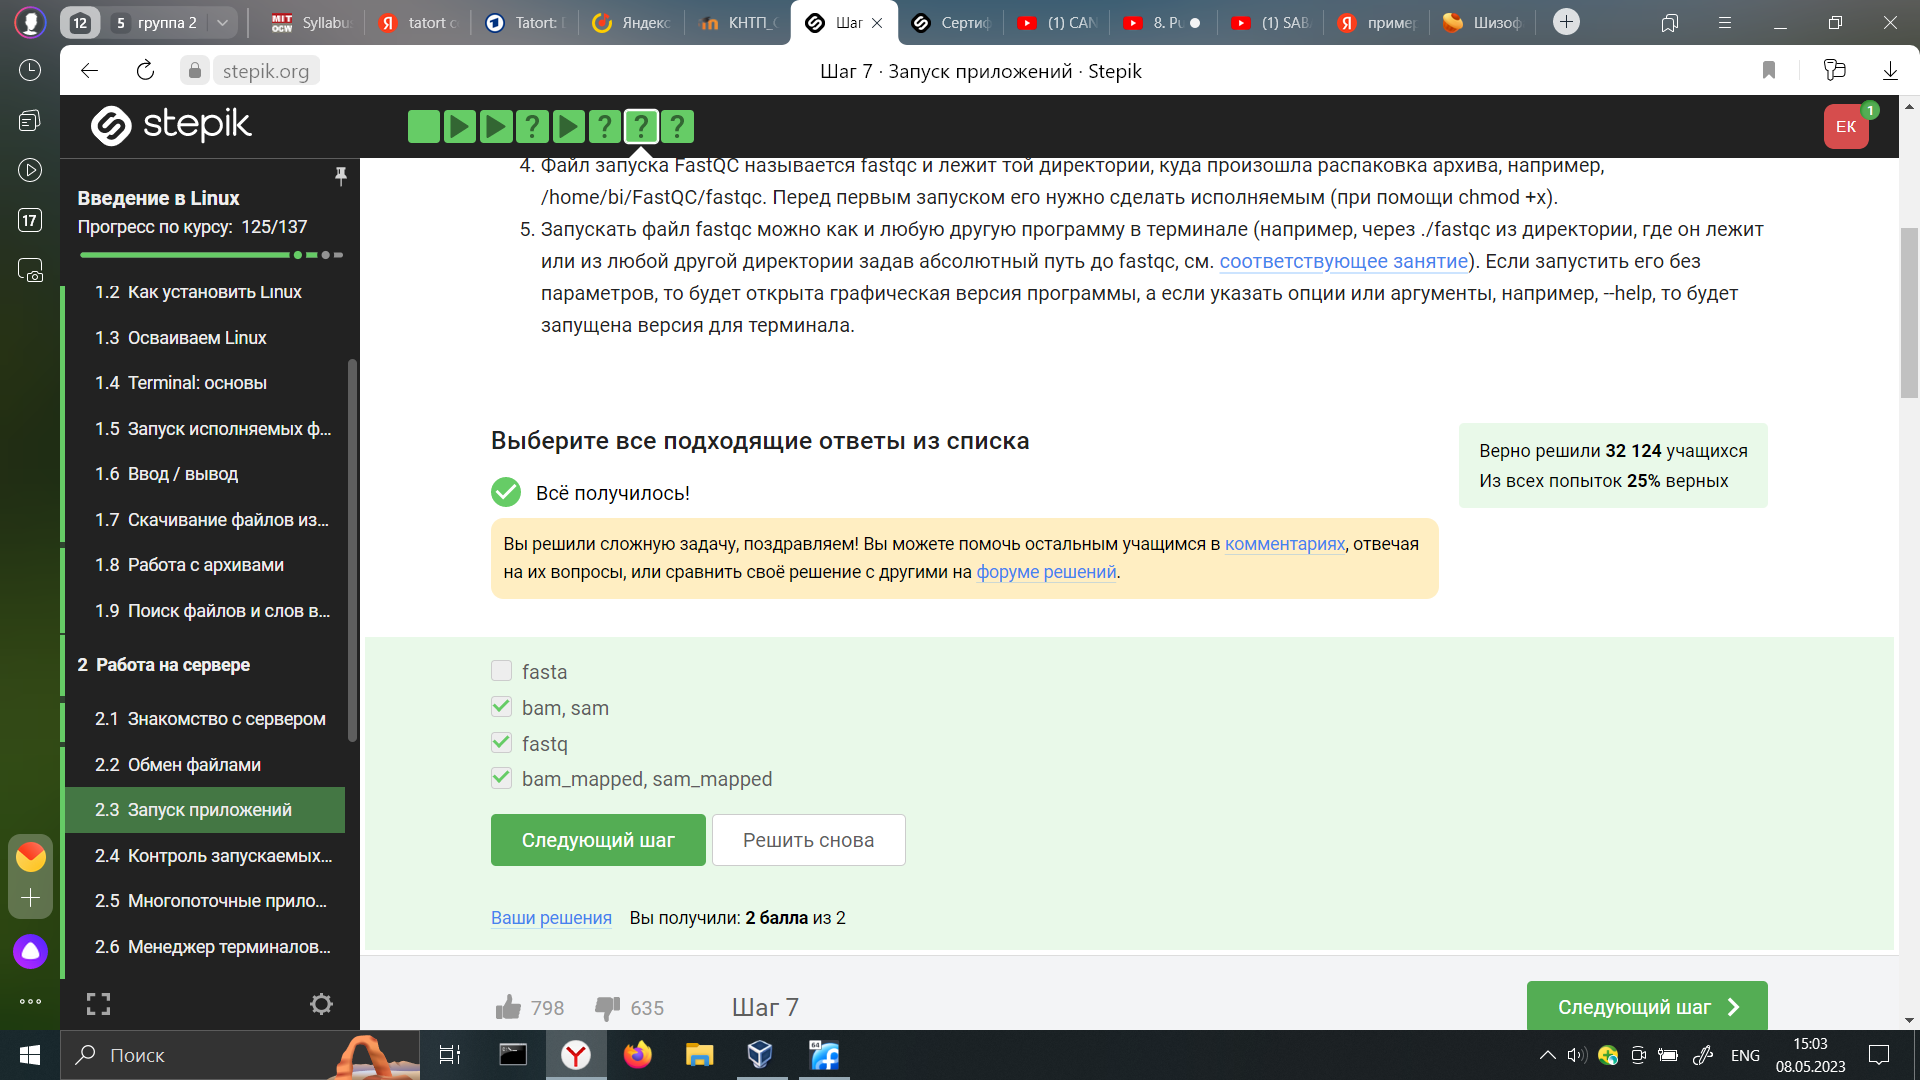 12
5 группа 2
MIT OCW Syllabu
tatort
Tatort:
Яндекс
КНТП_
Шаг
Сертиф
(1) CAN
8. Pu
(1) SAB
пример
Шизоф
stepik.org
Шаг 7 · Запуск приложений · Stepik
17
stepik
? ? ? ?
ЕК
1
Введение в Linux
Прогресс по курсу: 125/137
1.2 Как установить Linux
1.3 Осваиваем Linux
1.4 Terminal: основы
1.5 Запуск исполняемых ф...
1.6 Ввод / вывод
1.7 Скачивание файлов из...
1.8 Работа с архивами
1.9 Поиск файлов и слов в...
2 Работа на сервере
2.1 Знакомство с сервером
2.2 Обмен файлами
2.3 Запуск приложений
2.4 Контроль запускаемых...
2.5 Многопоточные прило...
2.6 Менеджер терминалов...
4. Файл запуска FastQC называется fastqc и лежит той директории, куда произошла распаковка архива, например,
/home/bi/FastQC/fastqc. Перед первым запуском его нужно сделать исполняемым (при помощи chmod +x).
5. Запускать файл fastqc можно как и любую другую программу в терминале (например, через ./fastqc из директории, где он лежит
или из любой другой директории задав абсолютный путь до fastqc, см. соответствующее занятие). Если запустить его без
параметров, то будет открыта графическая версия программы, а если указать опции или аргументы, например, --help, то будет
запущена версия для терминала.
Выберите все подходящие ответы из списка
Верно решили 32 124 учащихся
Из всех попыток 25% верных
Всё получилось!
Вы решили сложную задачу, поздравляем! Вы можете помочь остальным учащимся в комментариях, отвечая
на их вопросы, или сравнить своё решение с другими на форуме решений.
fasta
bam, sam
fastq
bam_mapped, sam_mapped
Следующий шаг
Решить снова
Ваши решения Вы получили: 2 балла из 2
798
635
Шаг 7
Следующий шаг
Поиск
64
ENG
15:03
08.05.2023